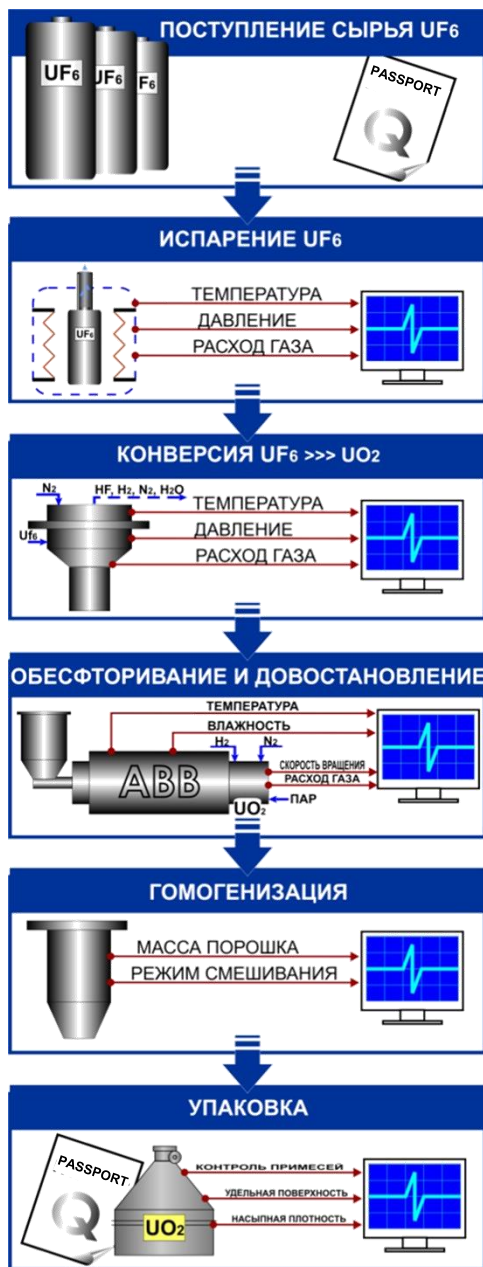 ПОСТУПЛЕНИЕ СЫРЬЯ UF6
UF6
UF6
F6
PASSPORT
Q
ИСПАРЕНИЕ UF6
ТЕМПЕРАТУРА
ДАВЛЕНИЕ
UF6
РАСХОД ГАЗА
КОНВЕРСИЯ UF6 >>> UO2
N2
HF, H2, N2, H2O
ТЕМПЕРАТУРА
Uf6
ДАВЛЕНИЕ
РАСХОД ГАЗА
ОБЕСФТОРИВАНИЕ И ДОВОСТАНОВЛЕНИЕ
ТЕМПЕРАТУРА
ВЛАЖНОСТЬ
H2
N2
СКОРОСТЬ ВРАЩЕНИЯ
АВВ
РАСХОД ГАЗА
UO2
ПАР
ГОМОГЕНИЗАЦИЯ
МАССА ПОРОШКА
РЕЖИМ СМЕШИВАНИЯ
УПАКОВКА
PASSPORT
Q
КОНТРОЛЬ ПРИМЕСЕЙ
УДЕЛЬНАЯ ПОВЕРХНОСТЬ
UO2
НАСЫПНАЯ ПЛОТНОСТЬ